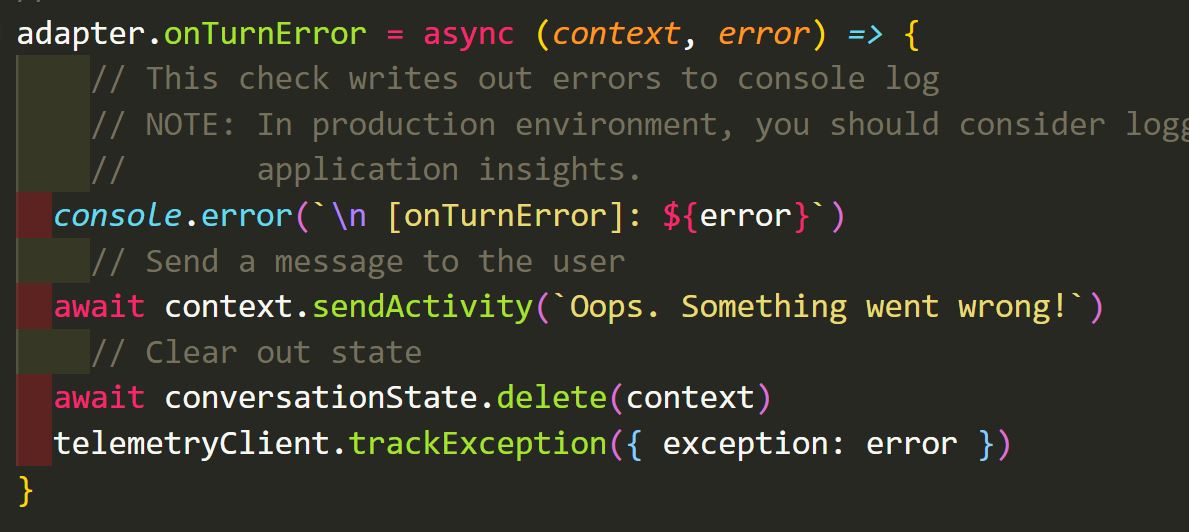 adapter.onTurnError = async (context, error) => {
    // This check writes out errors to console log
    // NOTE: In production environment, you should consider logg
    //       application insights.
  console.error(`\n [onTurnError]: ${error}`)
    // Send a message to the user
  await context.sendActivity(`Oops. Something went wrong!`)
    // Clear out state
  await conversationState.delete(context)
  telemetryClient.trackException({ exception: error })
}